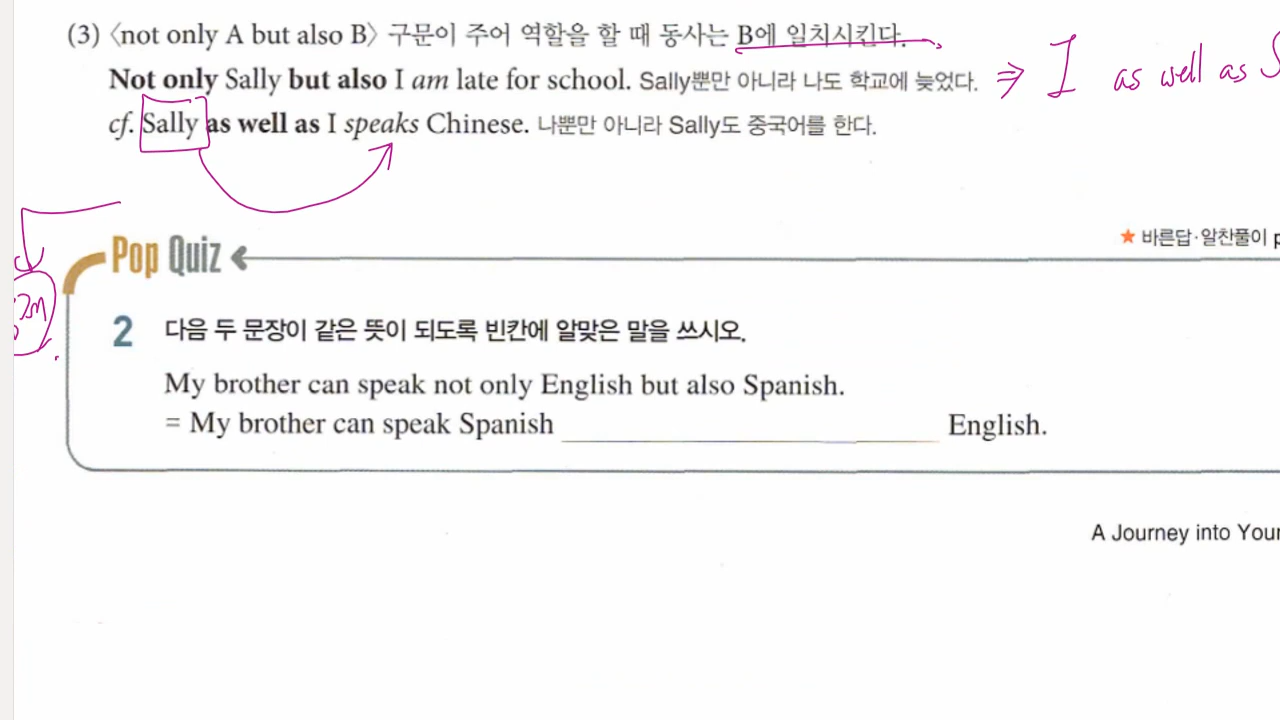 (3) 〈not only A but also B〉 구문이 주어 역할을 할 때 동사는 B에 일치시킨다.
Not only Sally but also I am late for school. Sally뿐만 아니라 나도 학교에 늦었다. ⇒ I as well as S
cf. Sally as well as I speaks Chinese. 나뿐만 아니라 Sally도 중국어를 한다.
Pop Quiz
★ 바른답·알찬풀이 p
2 다음 두 문장이 같은 뜻이 되도록 빈칸에 알맞은 말을 쓰시오.
My brother can speak not only English but also Spanish.
= My brother can speak Spanish English.
A Journey into Your